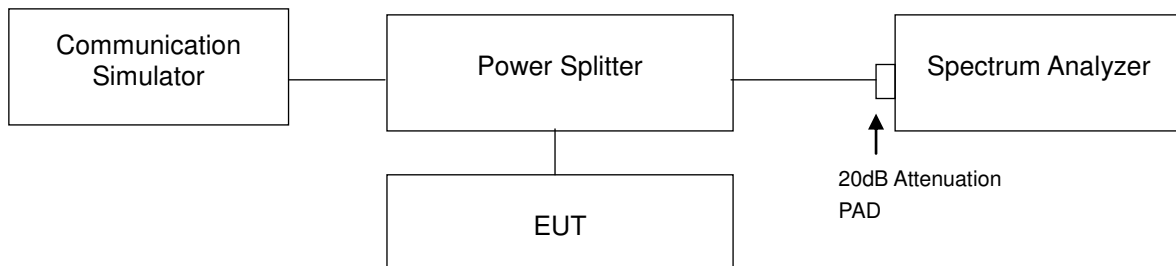 Communication
Simulator
Power Splitter
Spectrum Analyzer
20dB Attenuation
PAD
EUT